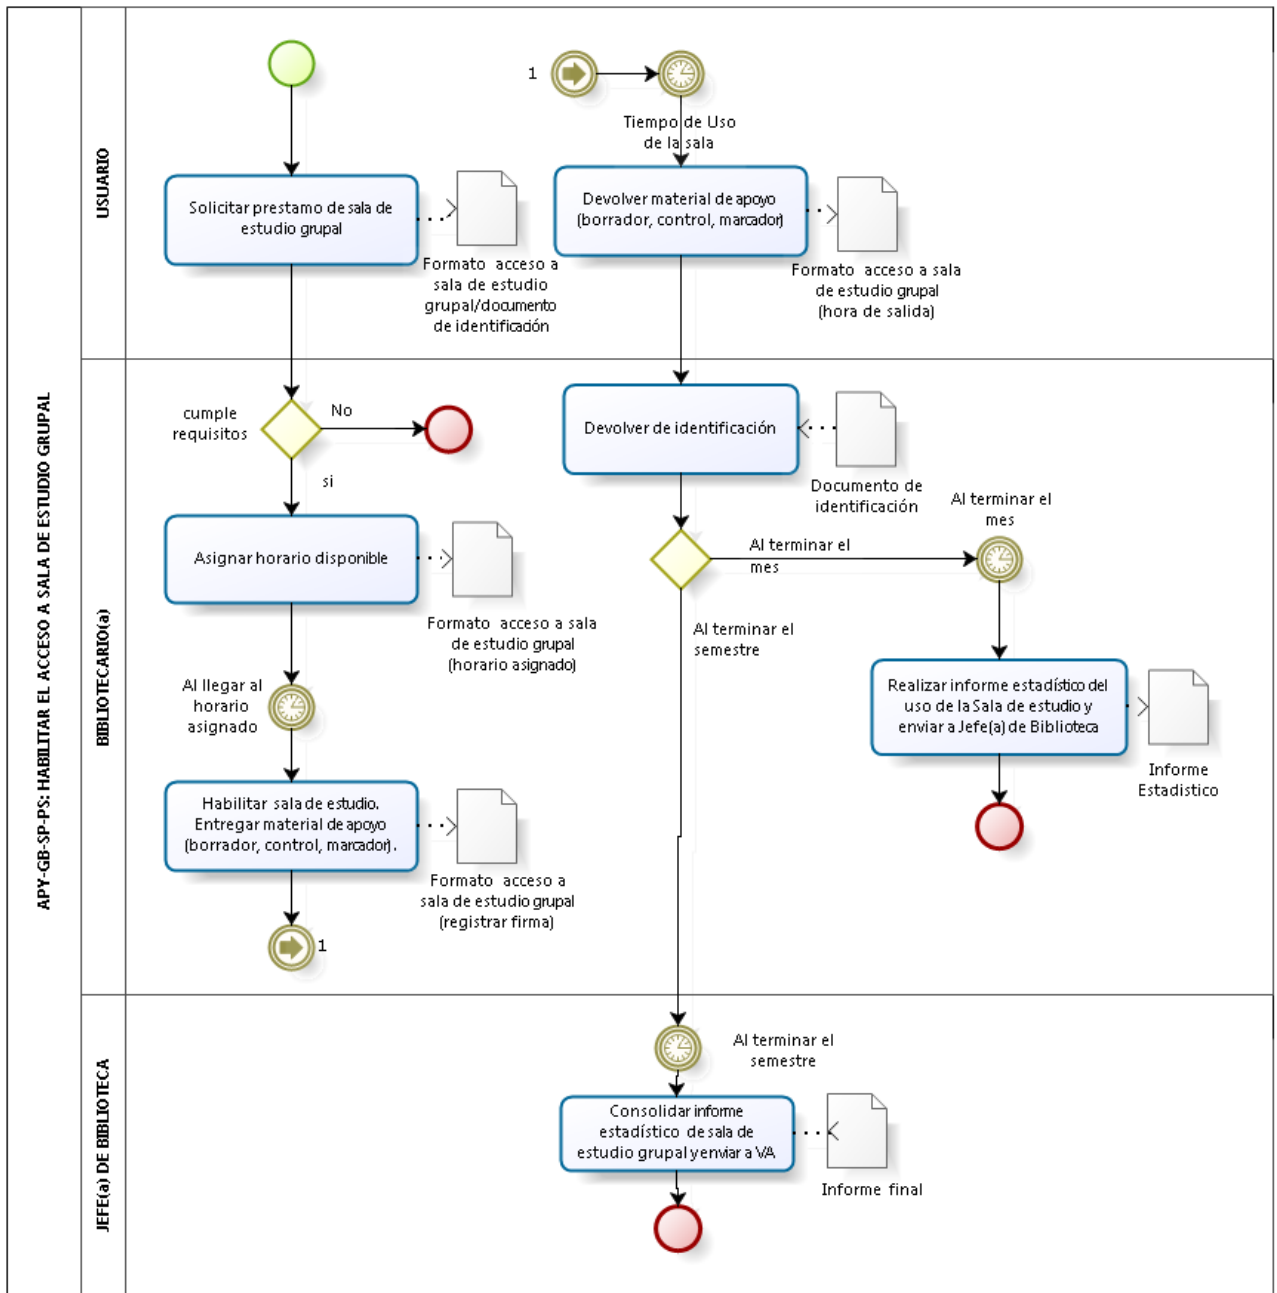 APY-GB-SP-PS: HABILITAR EL ACCESO A SALA DE ESTUDIO GRUPAL
USUARIO
Solicitar prestamo de sala de
estudio grupal
Formato acceso a
sala de estudio
grupal/documento
de identificación
1
Tiempo de Uso
de la sala
Devolver material de apoyo
(borrador, control, marcador)
Formato acceso a sala
de estudio grupal
(hora de salida)
BIBLIOTECARIO(a)
cumple
requisitos
No
si
Asignar horario disponible
Formato acceso a sala
de estudio grupal
(horario asignado)
Al llegar al
horario
asignado
Habilitar sala de estudio.
Entregar material de apoyo
(borrador, control, marcador).
Formato acceso a
sala de estudio grupal
(registrar firma)
1
Devolver de identificación
Documento de
identificación
Al terminar el
mes
Al terminar el
mes
Al terminar el
semestre
Realizar informe estadístico del
uso de la Sala de estudio y
enviar a Jefe(a) de Biblioteca
Informe
Estadistico
JEFE(a) DE BIBLIOTECA
Al terminar el
semestre
Consolidar informe
estadístico de sala de
estudio grupal y enviar a VA
Informe final